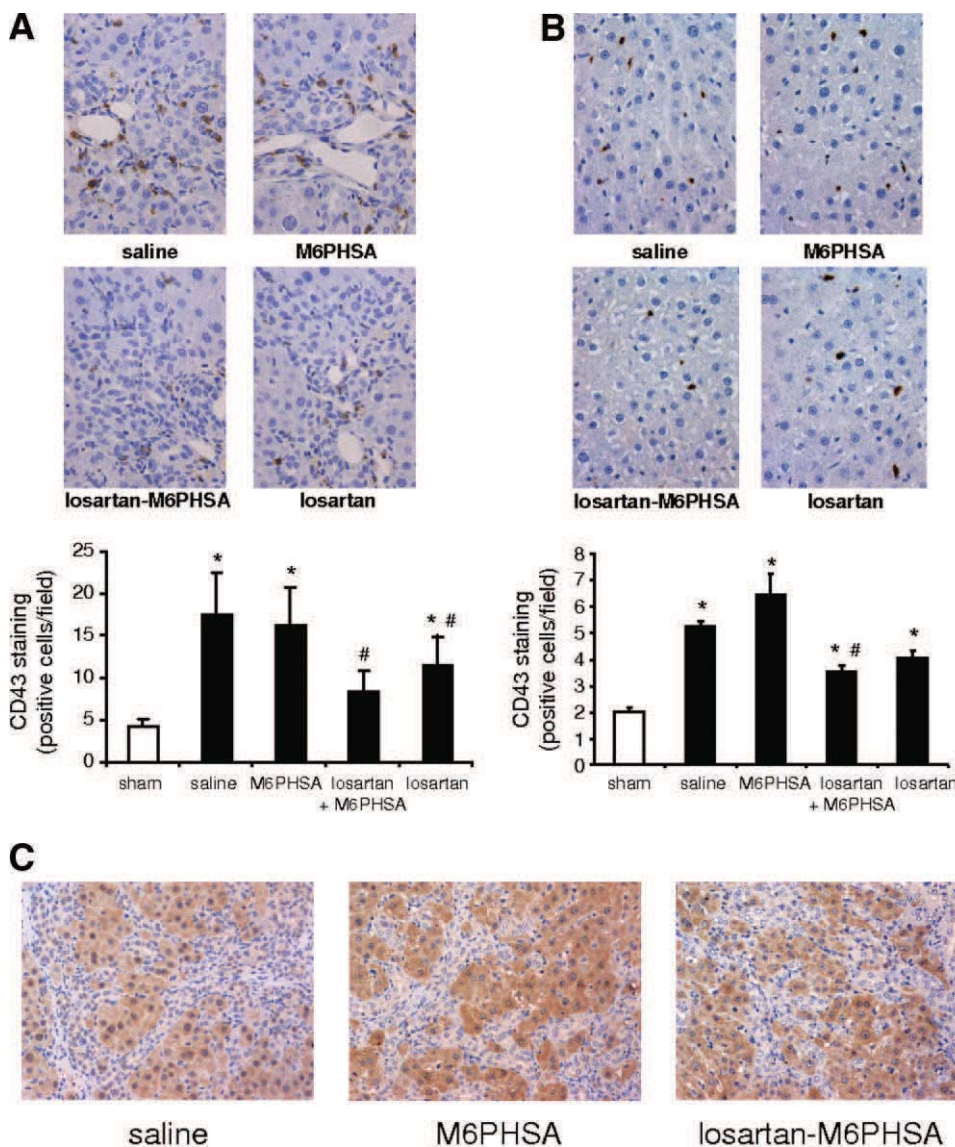 A
B
saline
M6PHSA
saline
M6PHSA
losartan-M6PHSA
losartan
losartan-M6PHSA
losartan
CD43 staining
(positive cells/field)
25
20
15
10
5
0
*
*
#
* #
sham
saline
M6PHSA
losartan
+ M6PHSA
losartan
CD43 staining
(positive cells/field)
8
7
6
5
4
3
2
1
0
*
*
* #
*
sham
saline
M6PHSA
losartan
+ M6PHSA
losartan
C
saline
M6PHSA
losartan-M6PHSA